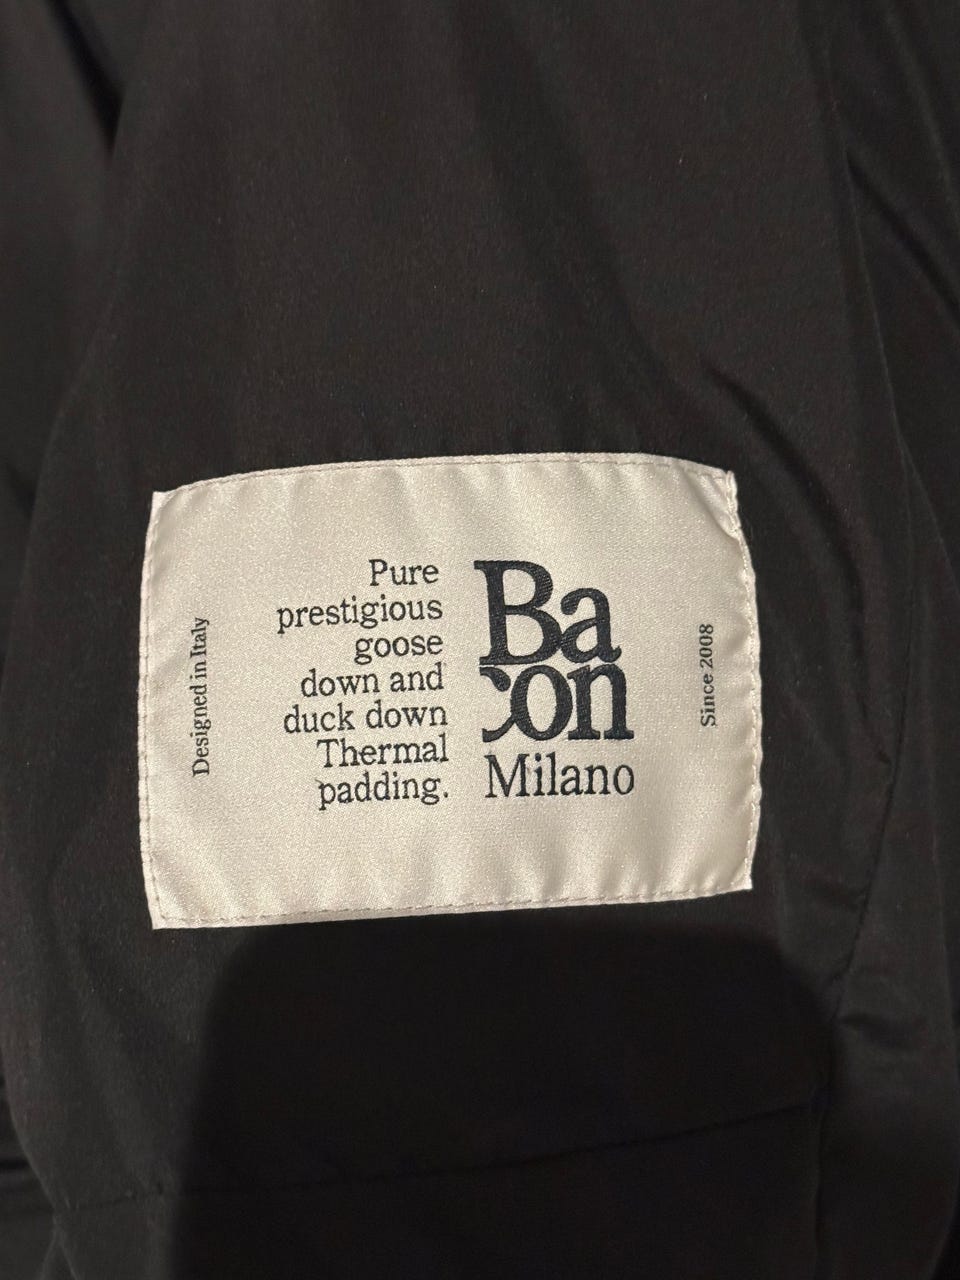 Designed in Italy
Pure
prestigious
goose
down and
duck down
Thermal
padding.
Ba
con
Milano
Since 2008